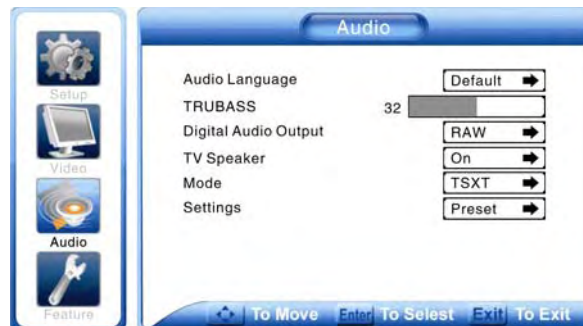 Audio
Setup
Video
Audio
Feature
Audio Language Default
TRUBASS 32
Digital Audio Output RAW
TV Speaker On
Mode TSXT
Settings Preset
To Move Enter To Selest Exit To Exit